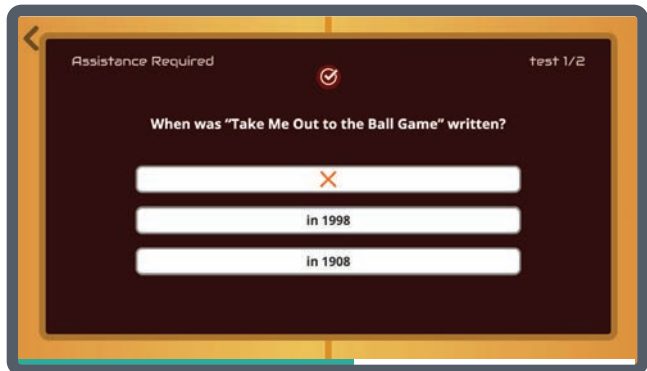 Assistance Required
test 1/2
When was “Take Me Out to the Ball Game” written?
in 1998
in 1908